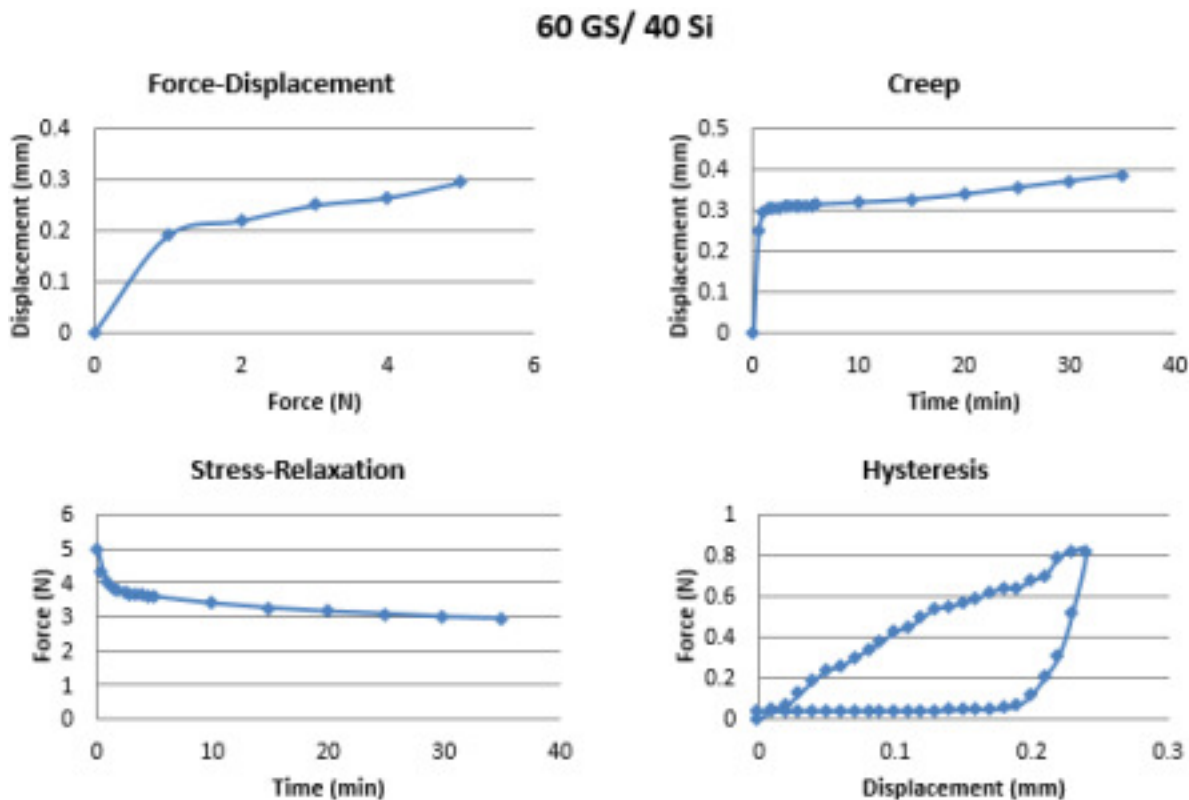 60 GS/ 40 Si
Force-Displacement
Displacement (mm)
0.4
0.3
0.2
0.1
0
0 2 4 6
Force (N)
Creep
Displacement (mm)
0.5
0.4
0.3
0.2
0.1
0
0 10 20 30 40
Time (min)
Stress-Relaxation
Force (N)
6
5
4
3
2
1
0
0 10 20 30 40
Time (min)
Hysteresis
Force (N)
1
0.8
0.6
0.4
0.2
0
0 0.1 0.2 0.3
Displacement (mm)